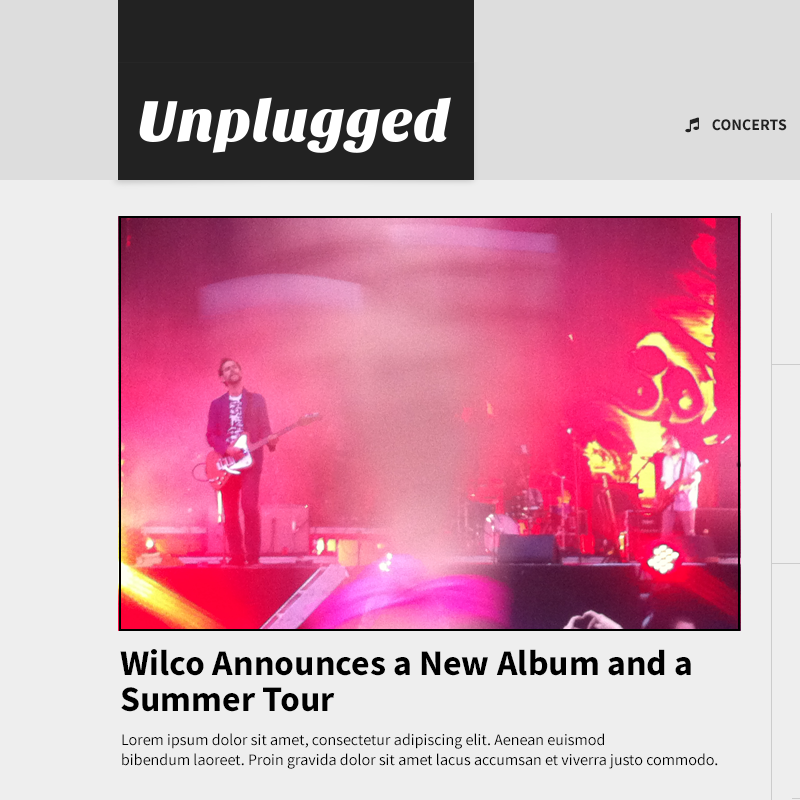 Unplugged
CONCERTS
Wilco Announces a New Album and a
Summer Tour
Lorem ipsum dolor sit amet, consectetur adipiscing elit. Aenean euismod
bibendum laoreet. Proin gravida dolor sit amet lacus accumsan et viverra justo commodo.